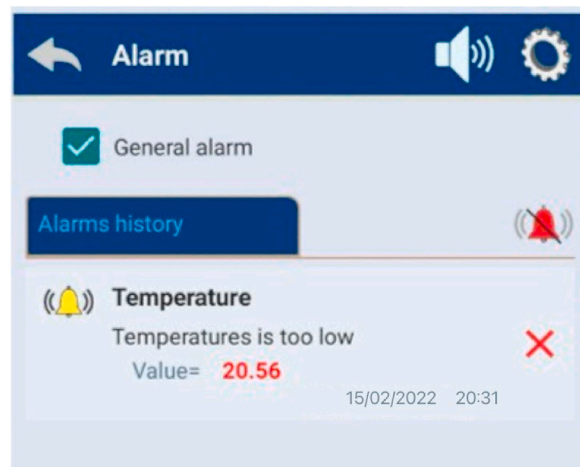 Alarm
General alarm
Alarms history
Temperature
Temperatures is too low
Value= 20.56
15/02/2022 20:31